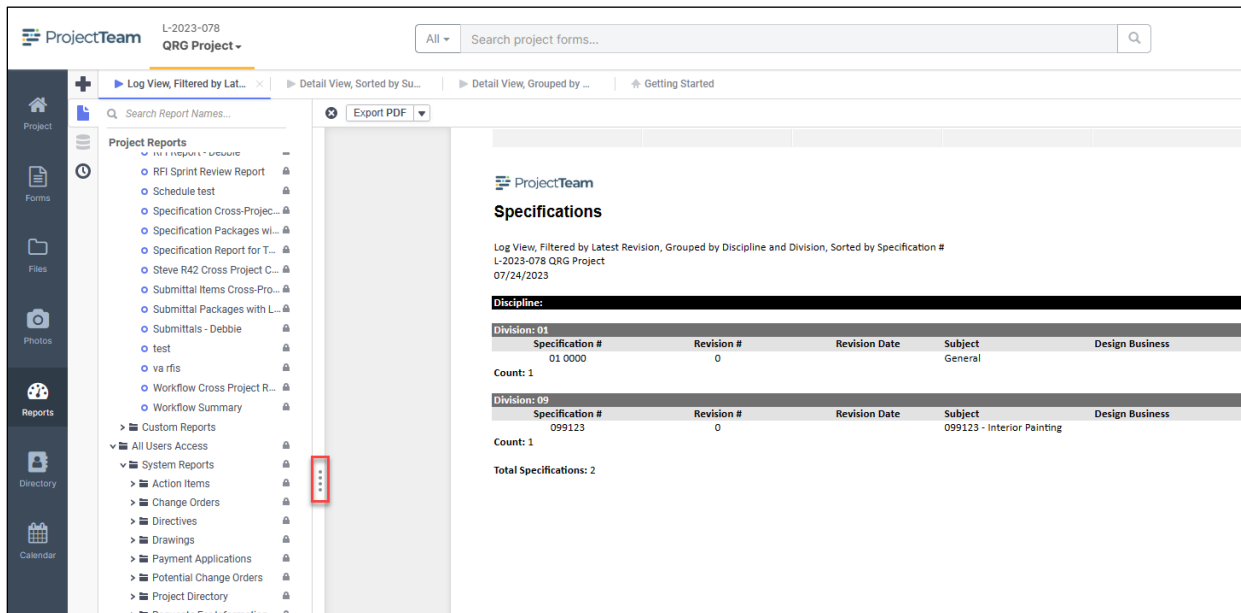 ProjectTeam
L-2023-078
QRG Project
All
Search project forms...
Log View, Filtered by Lat...
Detail View, Sorted by Su...
Detail View, Grouped by ...
Getting Started
Project
Forms
Files
Photos
Reports
Directory
Calendar
Search Report Names...
Export PDF
Project Reports
RFI Report - Debbie
RFI Sprint Review Report
Schedule test
Specification Cross-Projec...
Specification Packages wi...
Specification Report for T...
Steve R42 Cross Project C...
Submittal Items Cross-Pro...
Submittal Packages with L...
Submittals - Debbie
test
va rfis
Workflow Cross Project R...
Workflow Summary
Custom Reports
All Users Access
System Reports
Action Items
Change Orders
Directives
Drawings
Payment Applications
Potential Change Orders
Project Directory
ProjectTeam
Specifications
Log View, Filtered by Latest Revision, Grouped by Discipline and Division, Sorted by Specification #
L-2023-078 QRG Project
07/24/2023
Discipline:
Division: 01
Specification # Revision # Revision Date Subject Design Business
01 0000 0 General
Count: 1
Division: 09
Specification # Revision # Revision Date Subject Design Business
099123 0 099123 - Interior Painting
Count: 1
Total Specifications: 2